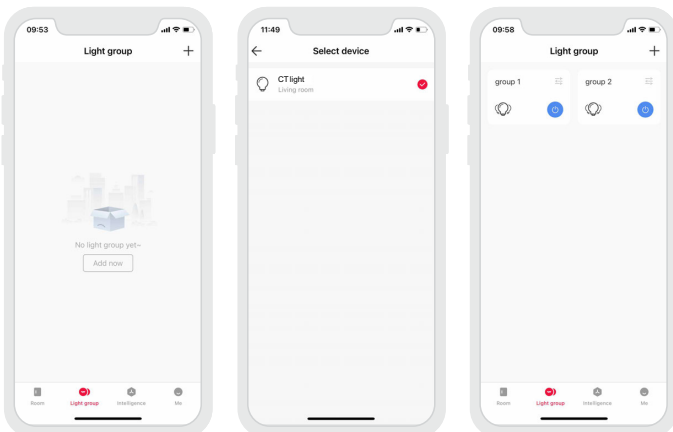 09:53
Light group
No light group yet~
Add now
Room Light group Intelligence Me
11:49
Select device
CT light
Living room
09:58
Light group
group 1 group 2
Room Light group Intelligence Me